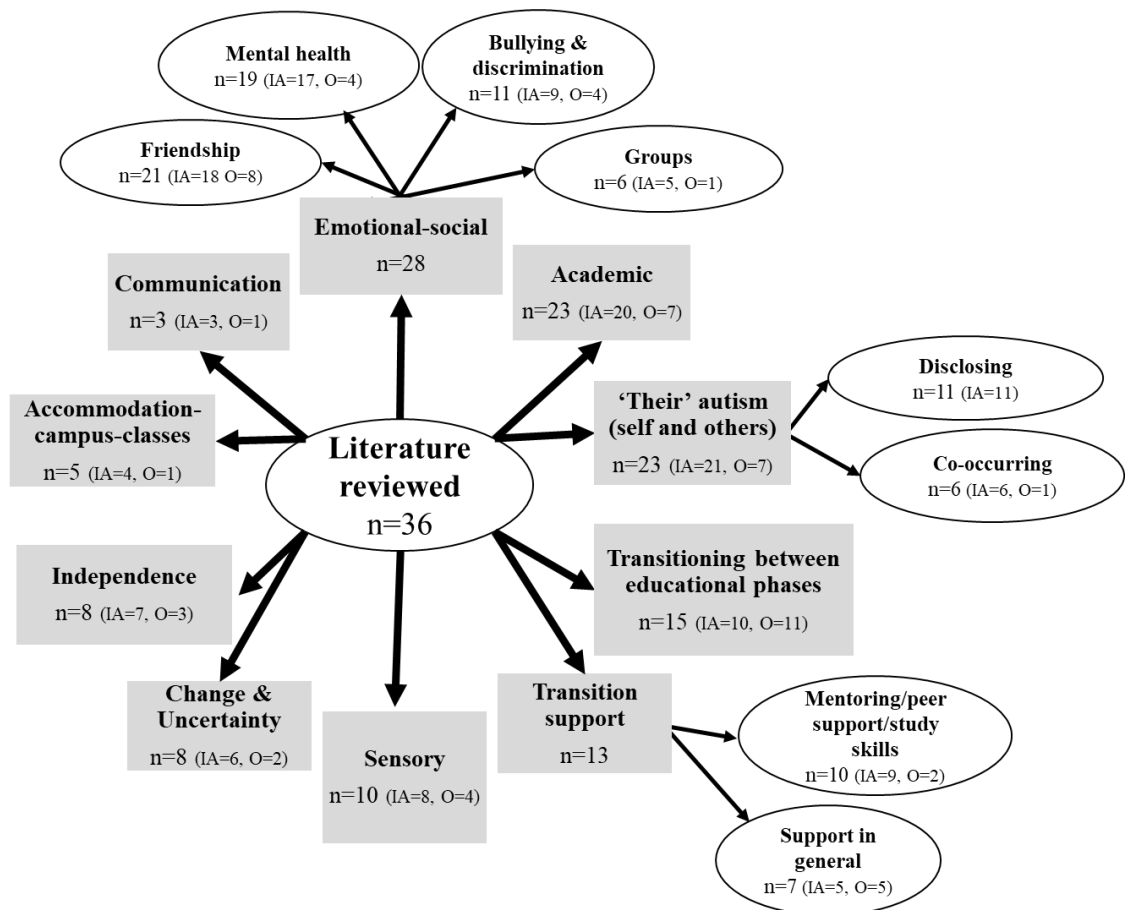 Mental health
n=19 (IA=17, O=4)
Bullying &
discrimination
n=11 (IA=9, O=4)
Friendship
n=21 (IA=18 O=8)
Groups
n=6 (IA=5, O=1)
Emotional-social
n=28
Communication
n=3 (IA=3, O=1)
Academic
n=23 (IA=20, O=7)
Accommodation-
campus-classes
n=5 (IA=4, O=1)
Literature
reviewed
n=36
‘Their’ autism
(self and others)
n=23 (IA=21, O=7)
Disclosing
n=11 (IA=11)
Co-occurring
n=6 (IA=6, O=1)
Independence
n=8 (IA=7, O=3)
Transitioning between
educational phases
n=15 (IA=10, O=11)
Change &
Uncertainty
n=8 (IA=6, O=2)
Sensory
n=10 (IA=8, O=4)
Transition
support
n=13
Mentoring/peer
support/study
skills
n=10 (IA=9, O=2)
Support in
general
n=7 (IA=5, O=5)